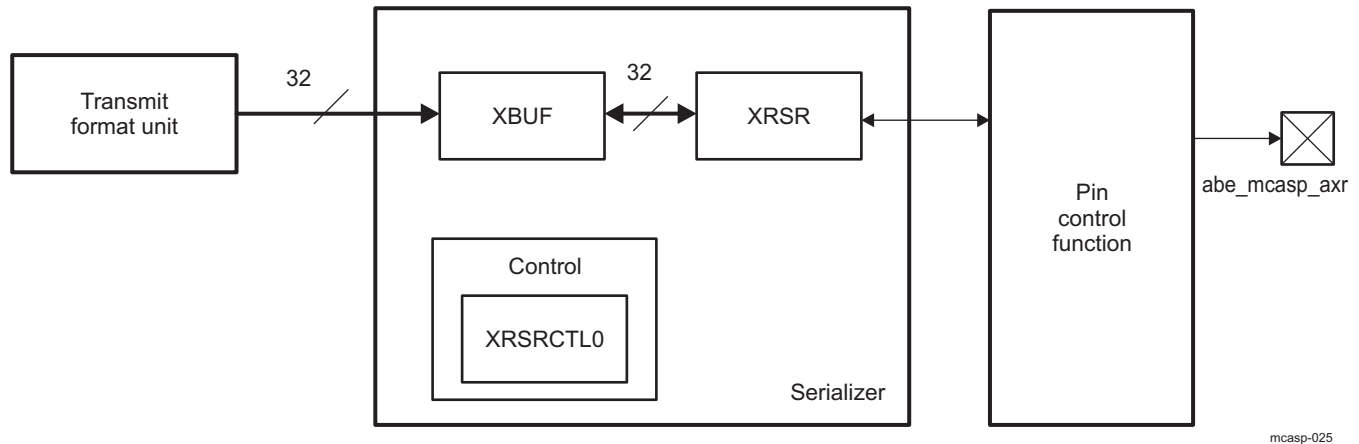 Transmit
format unit
32
XBUF
32
XRSR
Control
XRSRCTL0
Serializer
Pin
control
function
abe_mcasp_axr
mcasp-025